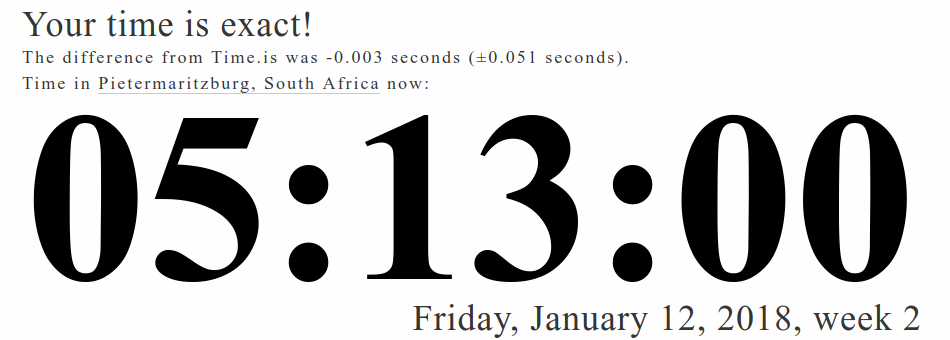 Your time is exact!
The difference from Time.is was -0.003 seconds (±0.051 seconds).
Time in Pietermaritzburg, South Africa now:
05:13:00
Friday, January 12, 2018, week 2